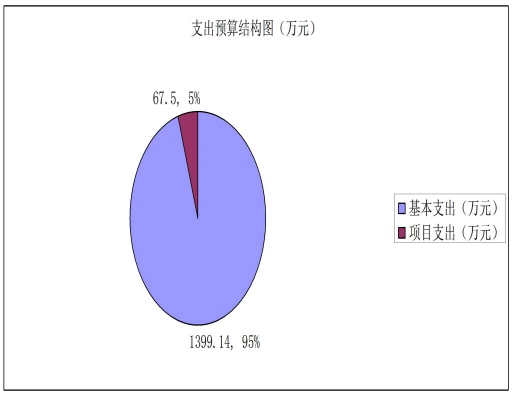 支出预算结构图（万元）
67.5, 5%
基本支出（万元）
项目支出（万元）
1399.14, 95%